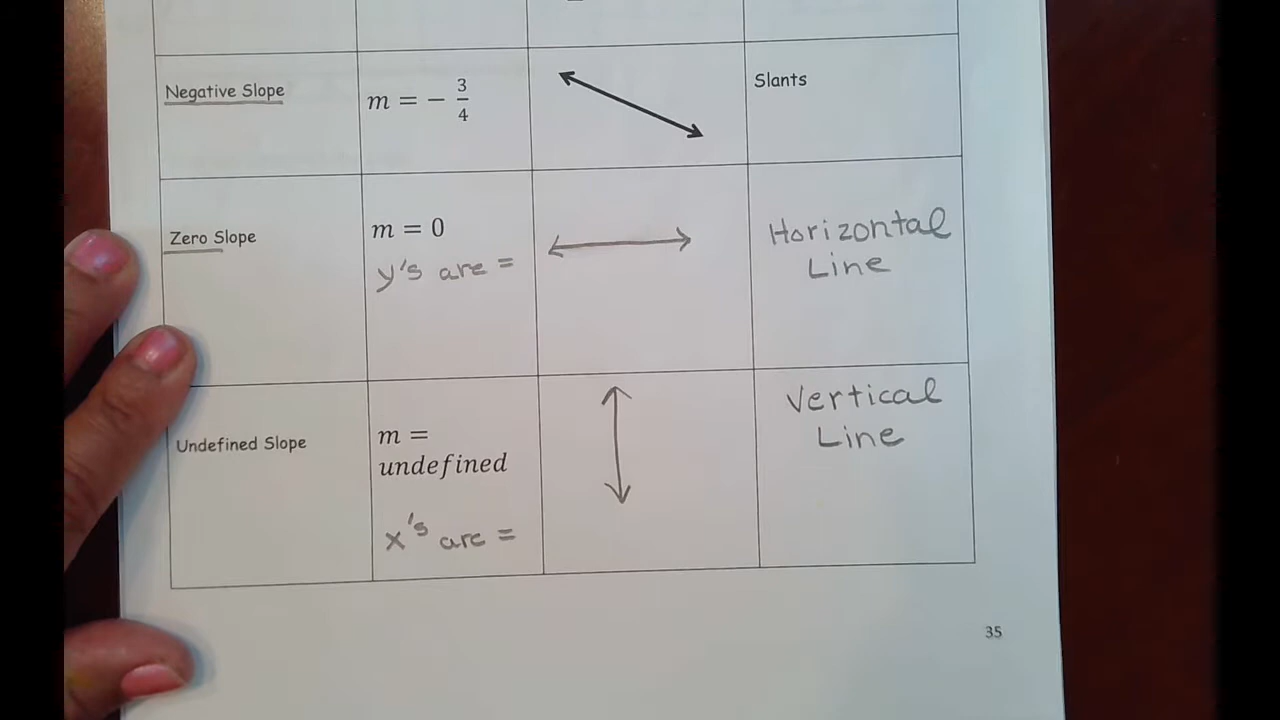 Negative Slope
m = − 3/4
Slants
Zero Slope
m = 0
y's are =
Horizontal
Line
Undefined Slope
m =
undefined
x's are =
Vertical
Line
35